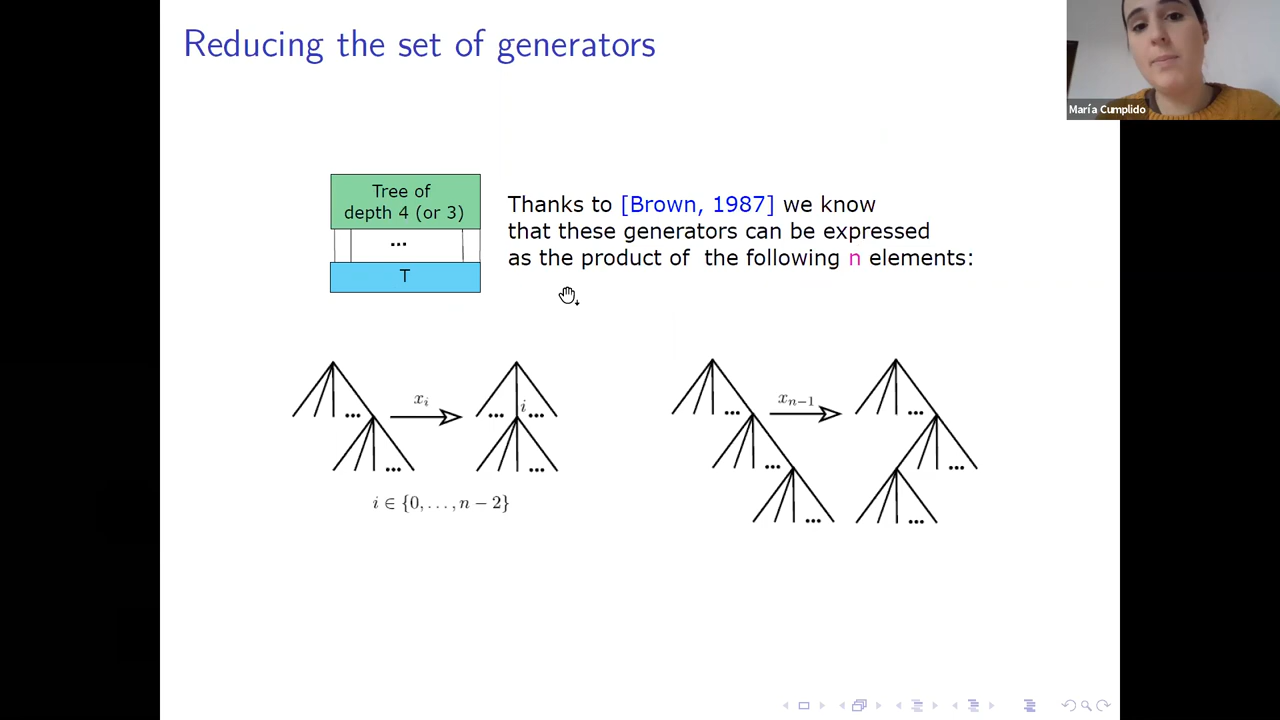 Reducing the set of generators
María Cumplido
Tree of
depth 4 (or 3)
...
T
Thanks to [Brown, 1987] we know
that these generators can be expressed
as the product of the following n elements:
x_i
i
... ... ...
... ...
i ∈ {0, . . . , n − 2}
x_{n−1}
... ...
... ...
... ...